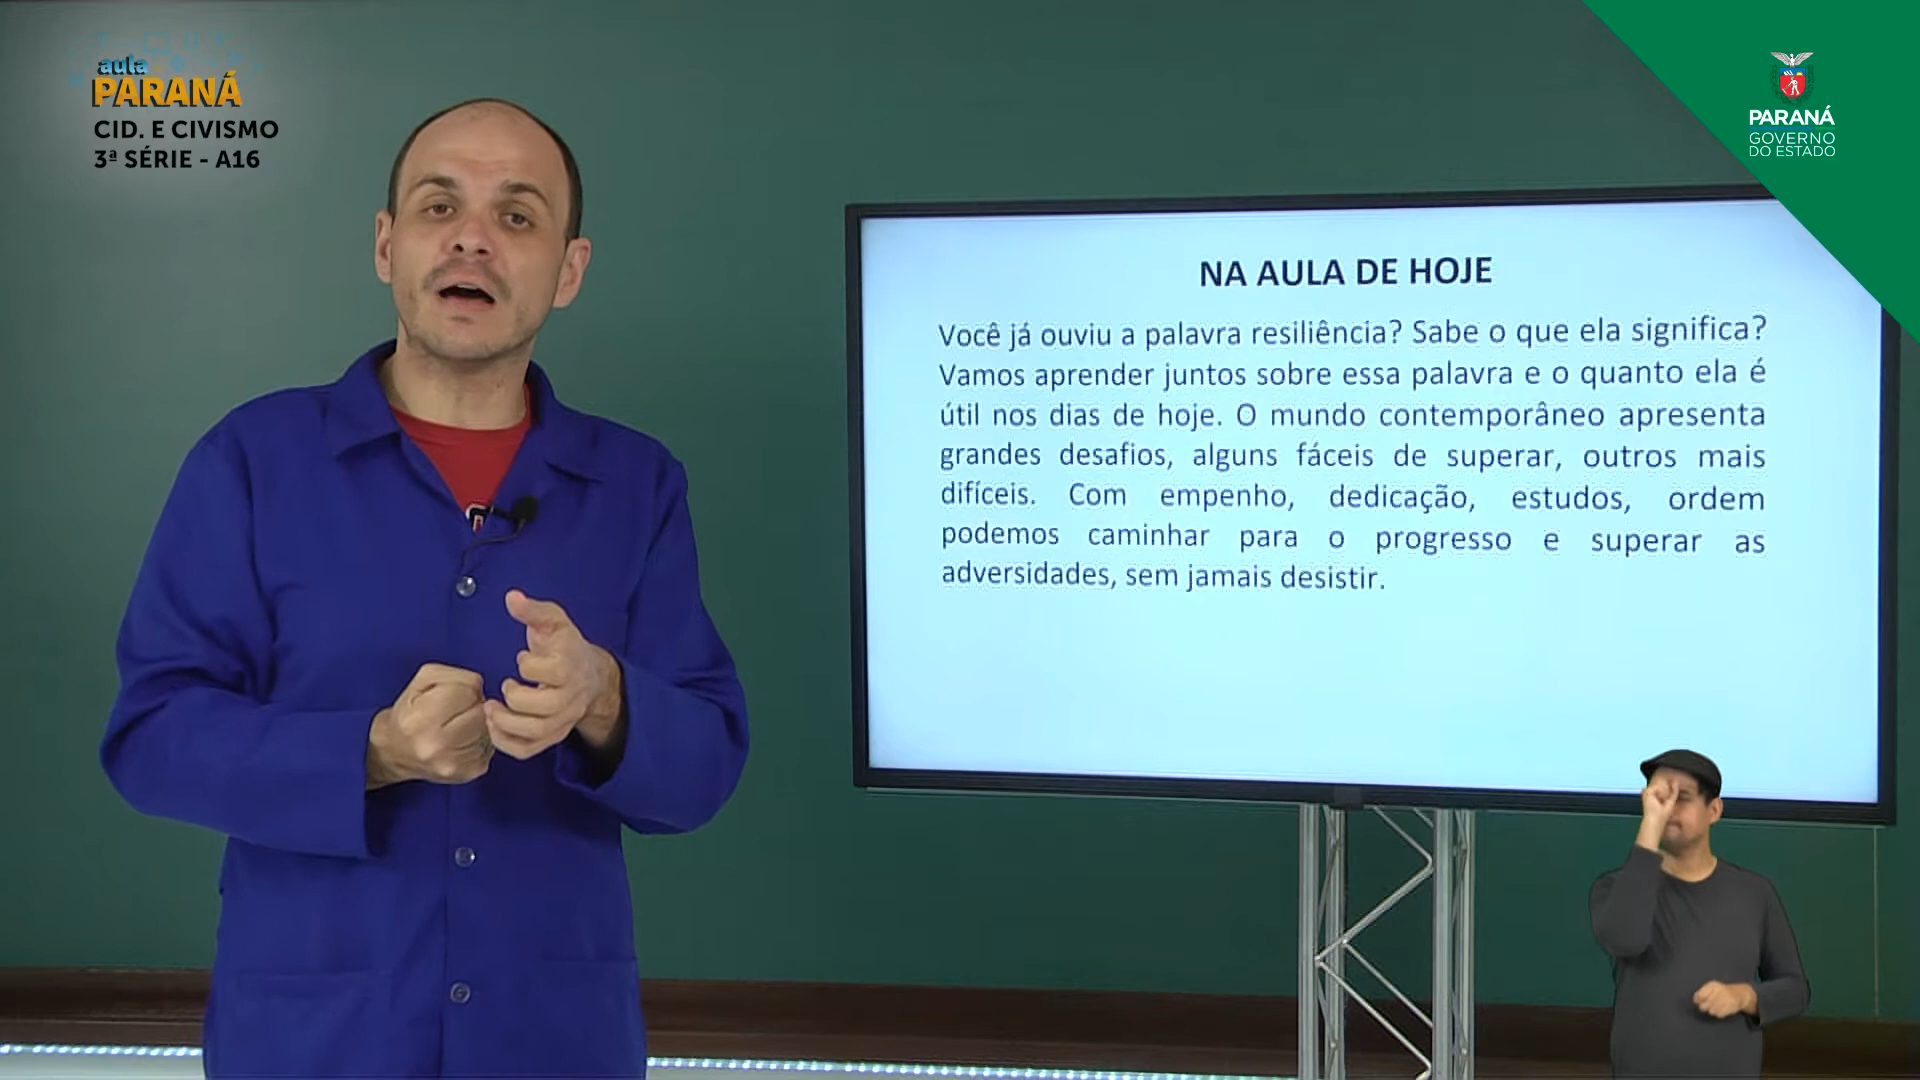 aula
PARANÁ
CID. E CIVISMO
3ª SÉRIE - A16
PARANÁ
GOVERNO
DO ESTADO
NA AULA DE HOJE
Você já ouviu a palavra resiliência? Sabe o que ela significa?
Vamos aprender juntos sobre essa palavra e o quanto ela é
útil nos dias de hoje. O mundo contemporâneo apresenta
grandes desafios, alguns fáceis de superar, outros mais
difíceis. Com empenho, dedicação, estudos, ordem
podemos caminhar para o progresso e superar as
adversidades, sem jamais desistir.